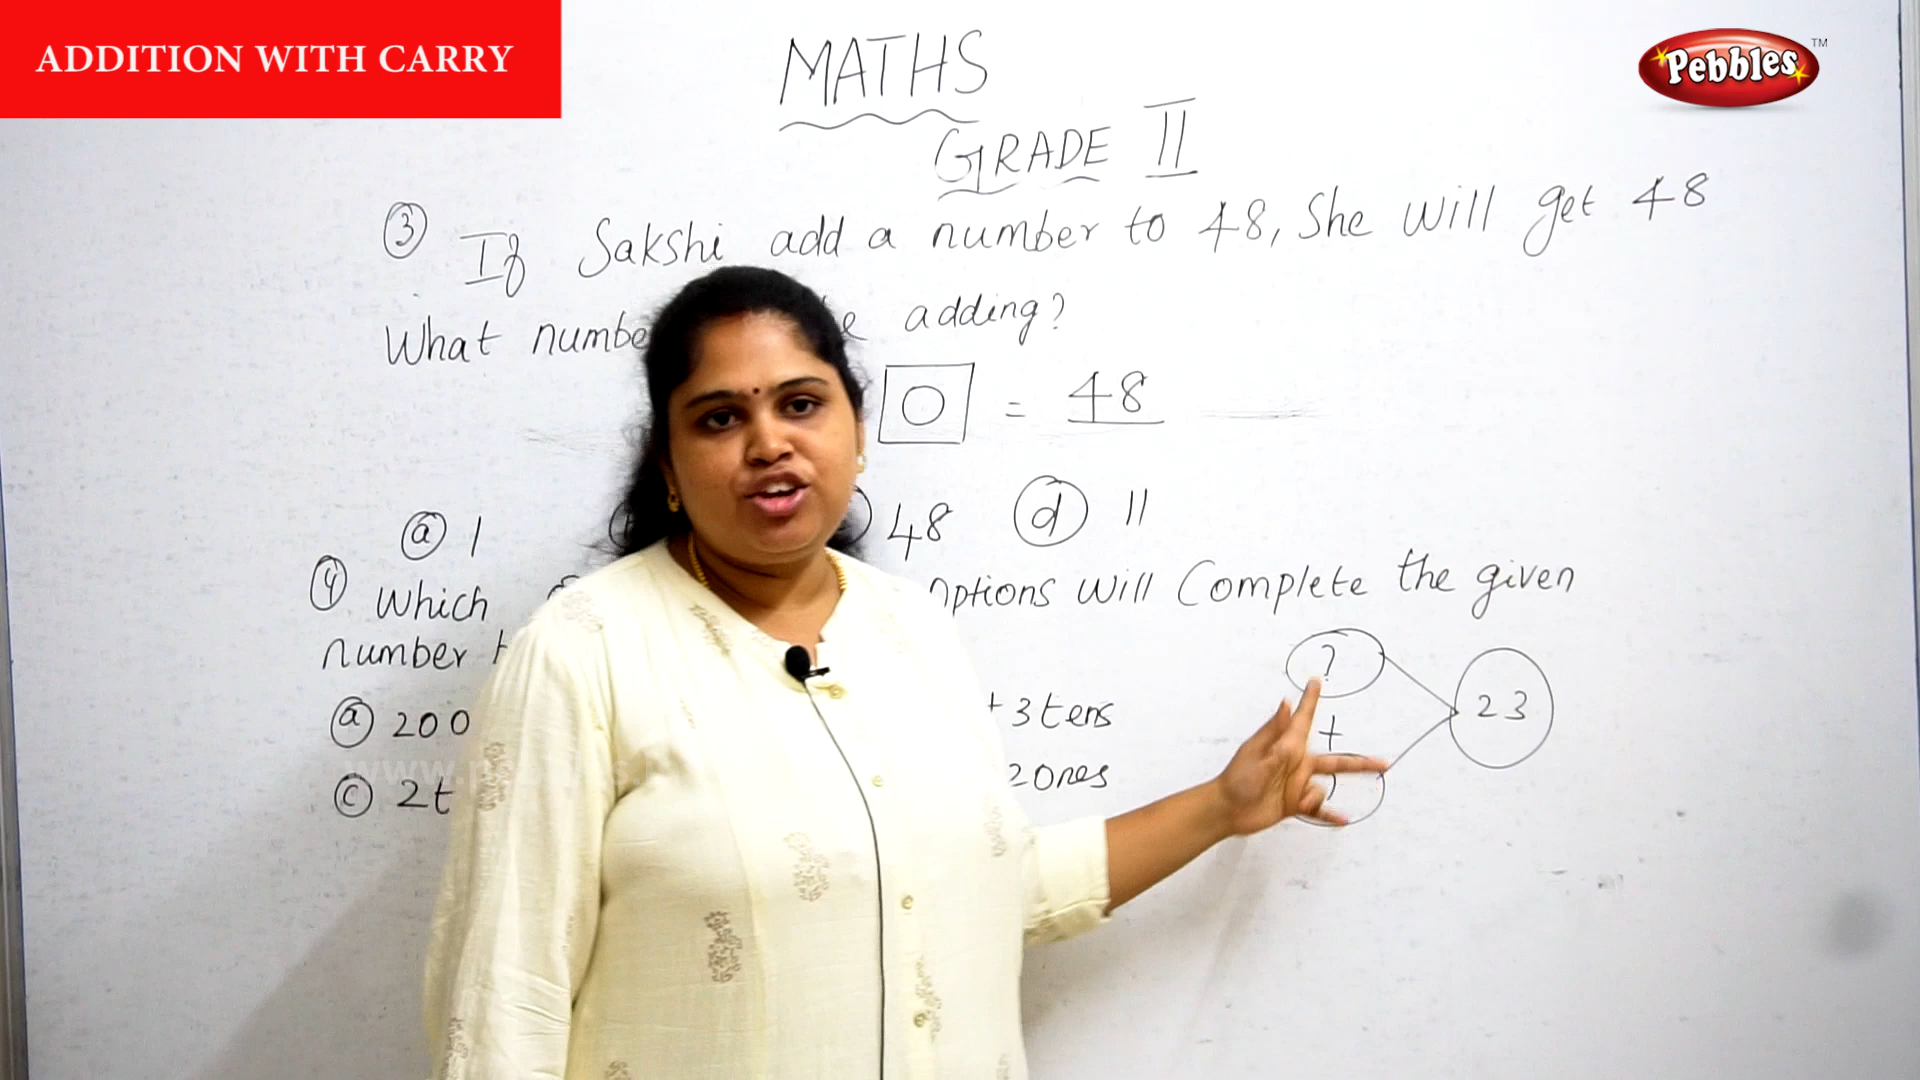 ADDITION WITH CARRY
Pebbles TM
MATHS
GRADE II
3 If Sakshi add a number to 48, She will get 48
What numbe adding?
0 = 48
a 1 48 d 11
4 Which options will Complete the given
number
a 200 + 3 tens
c 2t 2 ones
? + 23